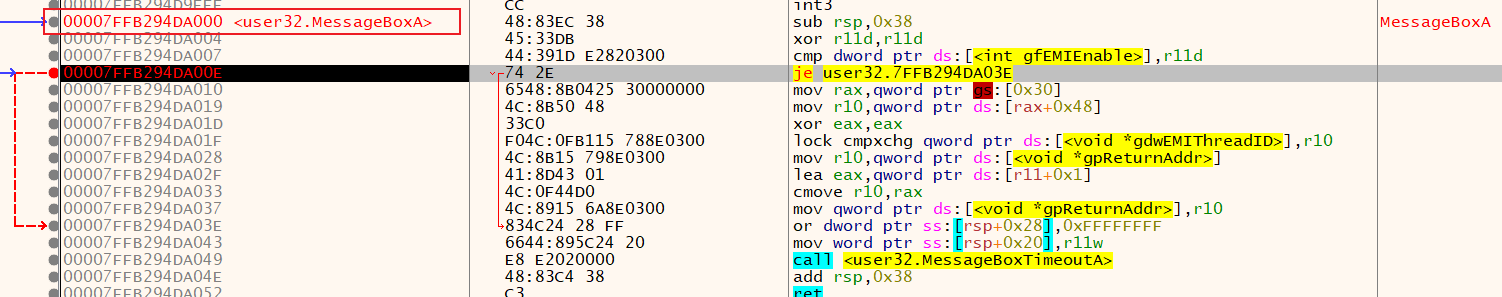 00007FFB294D9FFF CC int3
00007FFB294DA000 <user32.MessageBoxA> 48:83EC 38 sub rsp,0x38 MessageBoxA
00007FFB294DA004 45:33DB xor r11d,r11d
00007FFB294DA007 44:391D E2820300 cmp dword ptr ds:[<int gfEMIEnable>],r11d
00007FFB294DA00E 74 2E je user32.7FFB294DA03E
00007FFB294DA010 6548:8B0425 30000000 mov rax,qword ptr gs:[0x30]
00007FFB294DA019 4C:8B50 48 mov r10,qword ptr ds:[rax+0x48]
00007FFB294DA01D 33C0 xor eax,eax
00007FFB294DA01F F04C:0FB115 788E0300 lock cmpxchg qword ptr ds:[<void *gdwEMIThreadID>],r10
00007FFB294DA028 4C:8B15 798E0300 mov r10,qword ptr ds:[<void *gpReturnAddr>]
00007FFB294DA02F 41:8D43 01 lea eax,qword ptr ds:[r11+0x1]
00007FFB294DA033 4C:0F44D0 cmove r10,rax
00007FFB294DA037 4C:8915 6A8E0300 mov qword ptr ds:[<void *gpReturnAddr>],r10
00007FFB294DA03E 834C24 28 FF or dword ptr ss:[rsp+0x28],0xFFFFFFFF
00007FFB294DA043 6644:895C24 20 mov word ptr ss:[rsp+0x20],r11w
00007FFB294DA049 E8 E2020000 call <user32.MessageBoxTimeoutA>
00007FFB294DA04E 48:83C4 38 add rsp,0x38
00007FFB294DA052 C3 ret